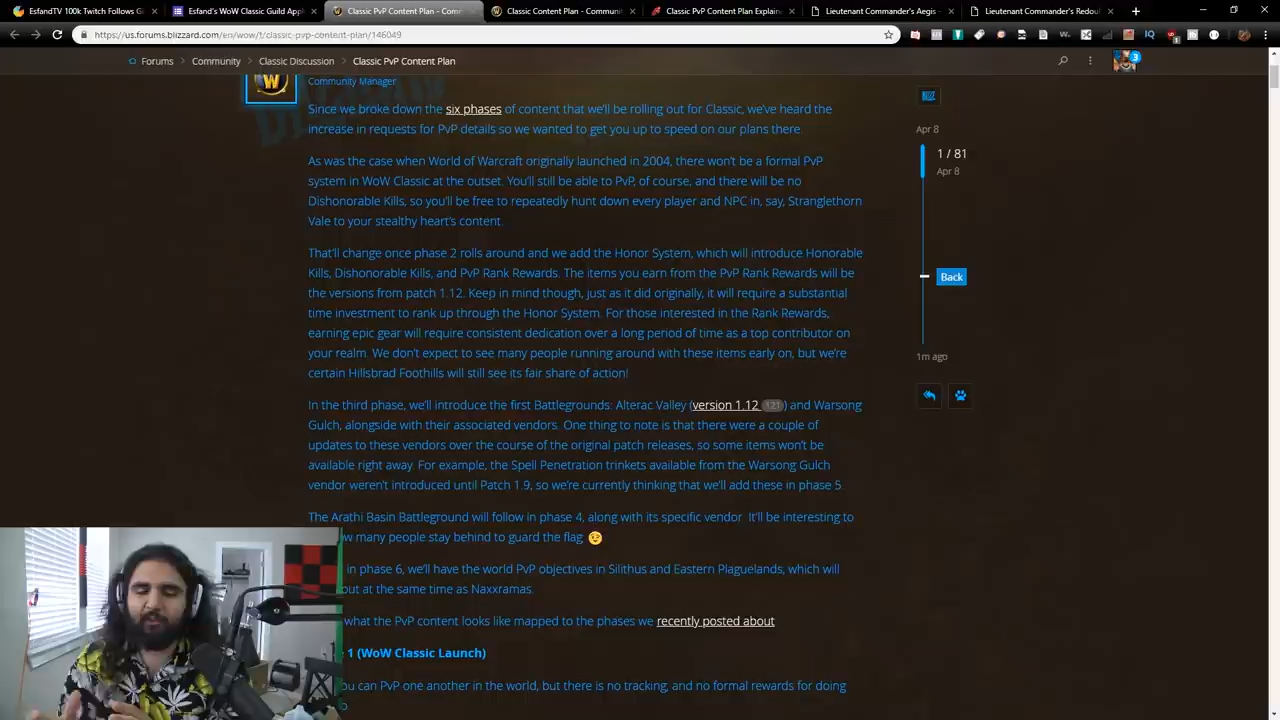 EsfandTV 100k Twitch Follows G
Esfand's WoW Classic Guild Appl
Classic PvP Content Plan - Com
Classic Content Plan - Communi
Classic PvP Content Plan Explain
Lieutenant Commander's Aegis -
Lieutenant Commander's Redou
https://us.forums.blizzard.com/en/wow/t/classic-pvp-content-plan/146049
Forums Community Classic Discussion Classic PvP Content Plan
3
Community Manager
Since we broke down the six phases of content that we'll be rolling out for Classic, we've heard the
increase in requests for PvP details so we wanted to get you up to speed on our plans there.
As was the case when World of Warcraft originally launched in 2004, there won't be a formal PvP
system in WoW Classic at the outset. You'll still be able to PvP, of course, and there will be no
Dishonorable Kills, so you'll be free to repeatedly hunt down every player and NPC in, say, Stranglethorn
Vale to your stealthy heart's content.
That'll change once phase 2 rolls around and we add the Honor System, which will introduce Honorable
Kills, Dishonorable Kills, and PvP Rank Rewards. The items you earn from the PvP Rank Rewards will be
the versions from patch 1.12. Keep in mind though, just as it did originally, it will require a substantial
time investment to rank up through the Honor System. For those interested in the Rank Rewards,
earning epic gear will require consistent dedication over a long period of time as a top contributor on
your realm. We don't expect to see many people running around with these items early on, but we're
certain Hillsbrad Foothills will still see its fair share of action!
In the third phase, we'll introduce the first Battlegrounds: Alterac Valley (version 1.12 121) and Warsong
Gulch, alongside with their associated vendors. One thing to note is that there were a couple of
updates to these vendors over the course of the original patch releases, so some items won't be
available right away. For example, the Spell Penetration trinkets available from the Warsong Gulch
vendor weren't introduced until Patch 1.9, so we're currently thinking that we'll add these in phase 5.
The Arathi Basin Battleground will follow in phase 4, along with its specific vendor. It'll be interesting to
w many people stay behind to guard the flag
in phase 6, we'll have the world PvP objectives in Silithus and Eastern Plaguelands, which will
out at the same time as Naxxramas.
what the PvP content looks like mapped to the phases we recently posted about
1 (WoW Classic Launch)
ou can PvP one another in the world, but there is no tracking, and no formal rewards for doing
o.
Apr 8
1 / 81
Apr 8
Back
1m ago